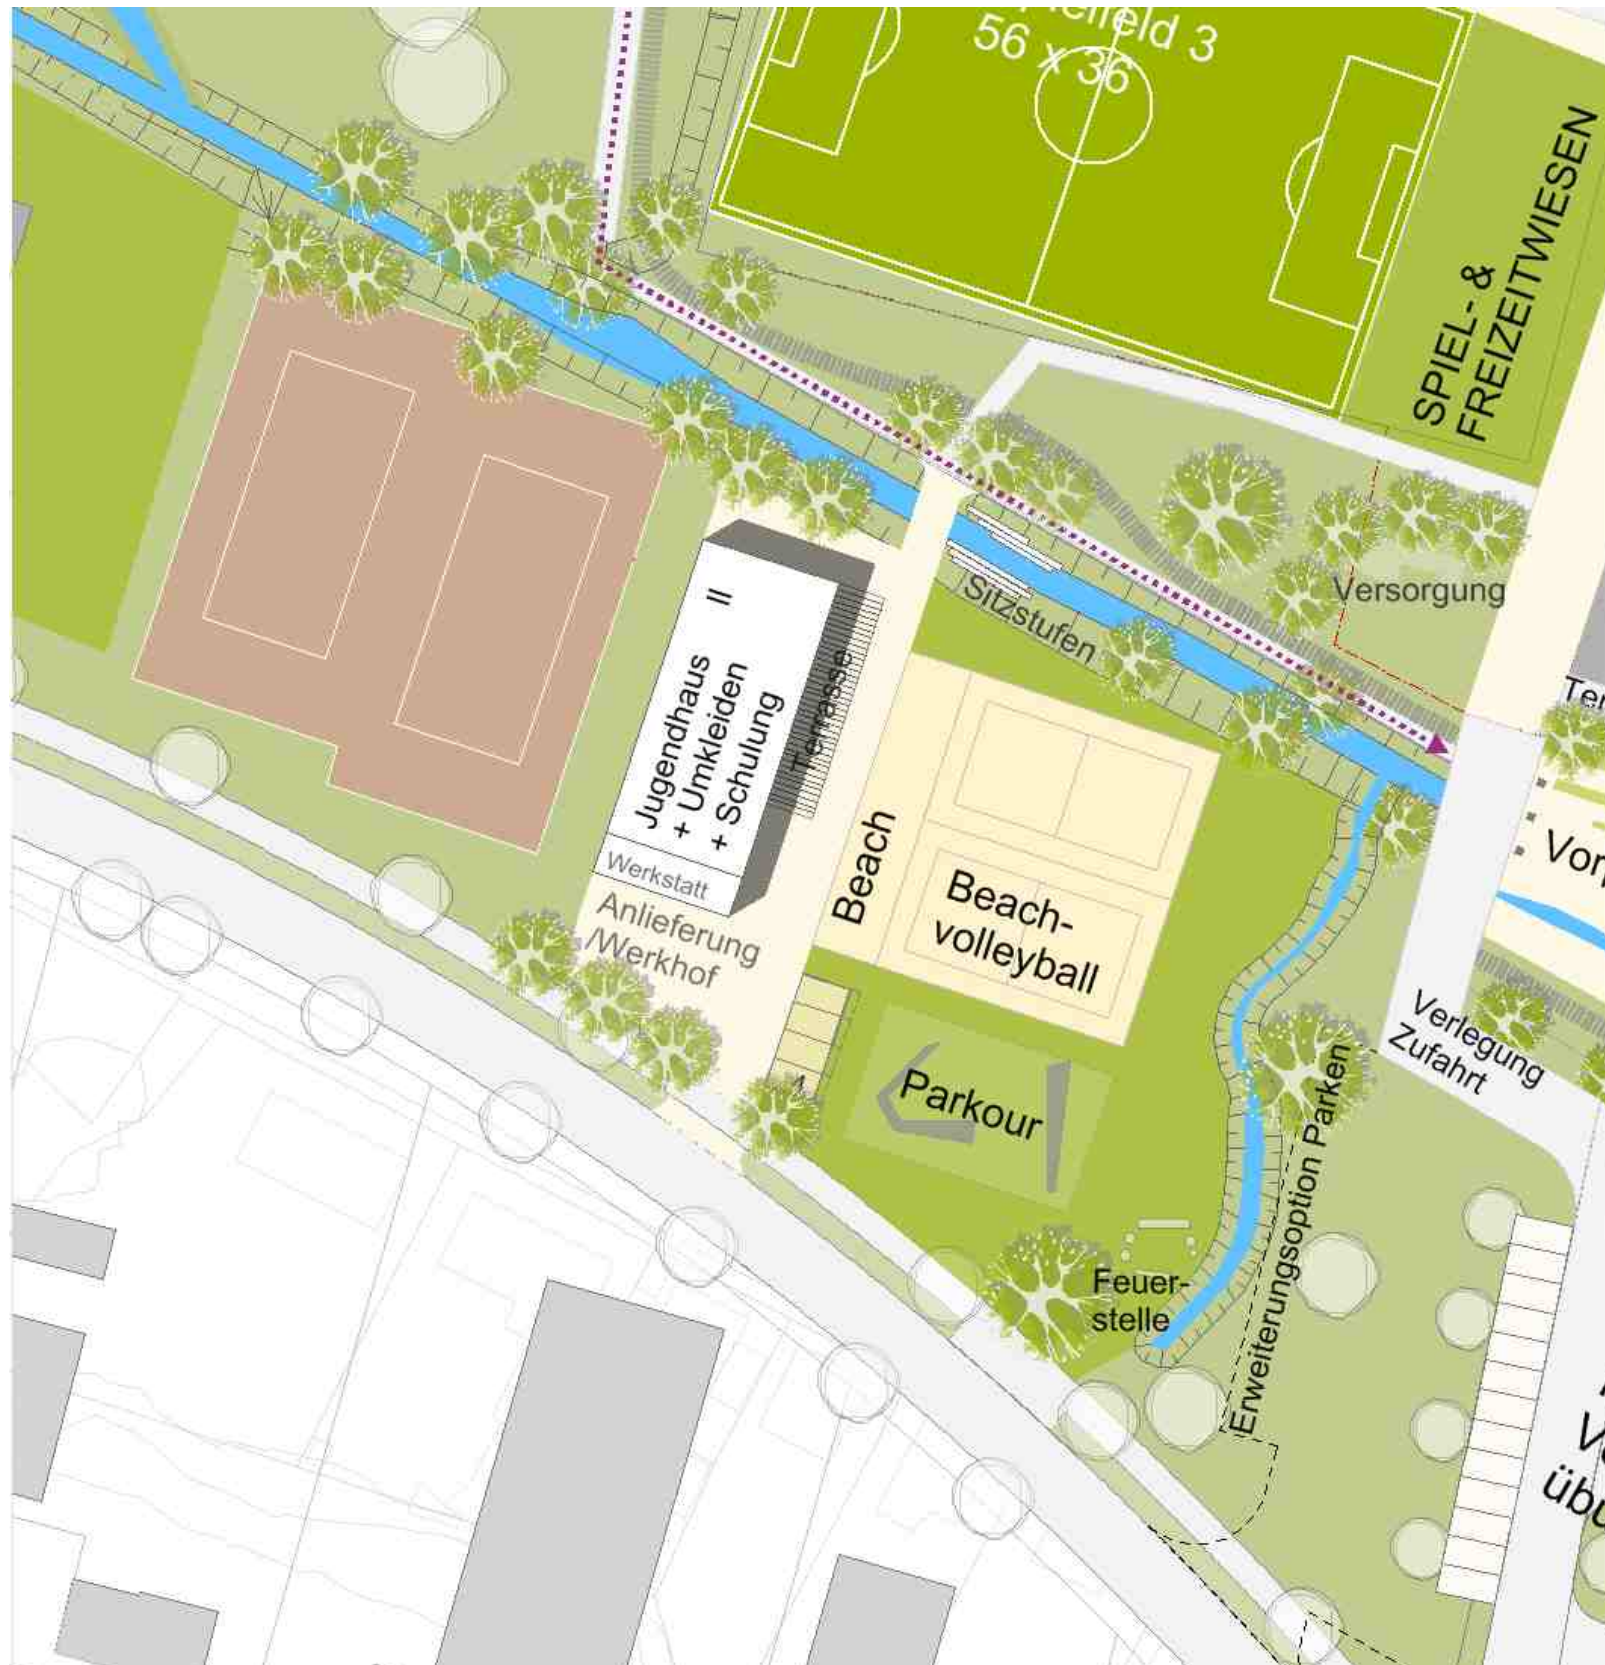 56 x 36
SPIEL- &
FREIZEITWIESEN
Versorgung
Sitzstufen
II
Jugendhaus
+ Umkleiden
+ Schulung
Terrasse
Werkstatt
Anlieferung
/Werkhof
Beach
Beach-
volleyball
Parkour
Verlegung
Zufahrt
Erweiterungsoption Parken
Feuer-
stelle